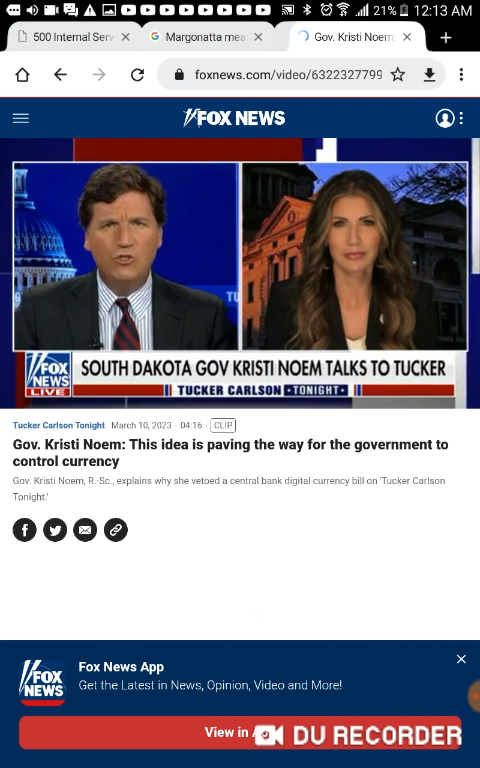 21% 12:13 AM
500 Internal Serv
Margonatta mea
Gov. Kristi Noem:
foxnews.com/video/6322327799
FOX NEWS
TU
FOX NEWS LIVE
SOUTH DAKOTA GOV KRISTI NOEM TALKS TO TUCKER
TUCKER CARLSON TONIGHT
Tucker Carlson Tonight March 10, 2023 · 04:16 · CLIP
Gov. Kristi Noem: This idea is paving the way for the government to
control currency
Gov. Kristi Noem, R.-Sc., explains why she vetoed a central bank digital currency bill on 'Tucker Carlson
Tonight.'
FOX NEWS
Fox News App
Get the Latest in News, Opinion, Video and More!
View in A
DU RECORDER